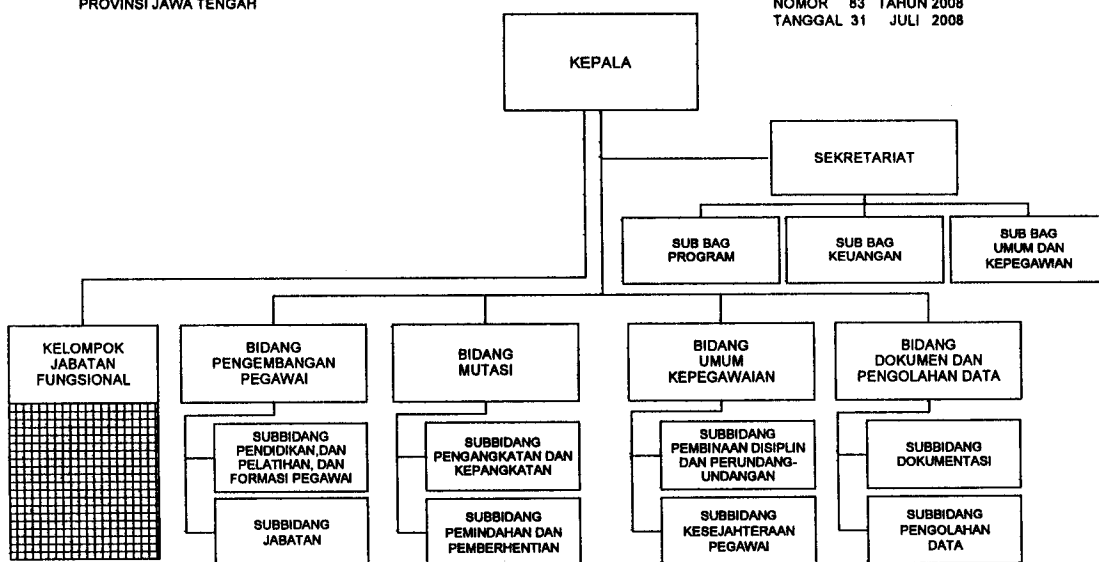 PROVINSI JAWA TENGAH
NOMOR 83 TAHUN 2008
TANGGAL 31 JULI 2008
KEPALA
SEKRETARIAT
SUB BAG
PROGRAM
SUB BAG
KEUANGAN
SUB BAG
UMUM DAN
KEPEGAWIAN
KELOMPOK
JABATAN
FUNGSIONAL
BIDANG
PENGEMBANGAN
PEGAWAI
BIDANG
MUTASI
BIDANG
UMUM
KEPEGAWAIAN
BIDANG
DOKUMEN DAN
PENGOLAHAN DATA
SUBBIDANG
PENDIDIKAN,DAN
PELATIHAN, DAN
FORMASI PEGAWAI
SUBBIDANG
JABATAN
SUBBIDANG
PENGANGKATAN DAN
KEPANGKATAN
SUBBIDANG
PEMINDAHAN DAN
PEMBERHENTIAN
SUBBIDANG
PEMBINAAN DISIPLIN
DAN PERUNDANG-
UNDANGAN
SUBBIDANG
KESEJAHTERAAN
PEGAWAI
SUBBIDANG
DOKUMENTASI
SUBBIDANG
PENGOLAHAN
DATA